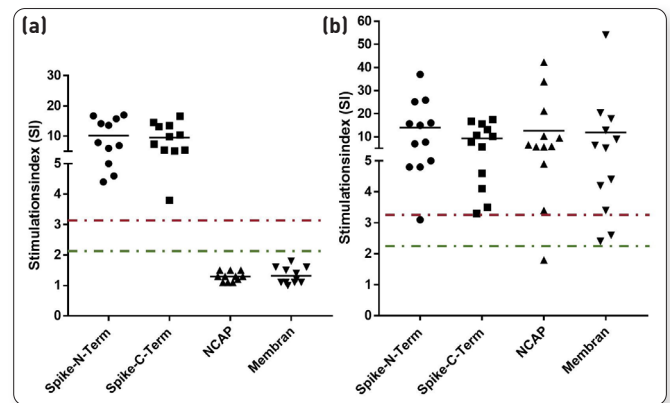 (a)
Stimulationsindex (SI)
30
20
10
5
4
3
2
1
0
Spike-N-Term
Spike-C-Term
NCAP
Membran
(b)
Stimulationsindex (SI)
60
50
40
30
20
10
5
4
3
2
1
0
Spike-N-Term
Spike-C-Term
NCAP
Membran